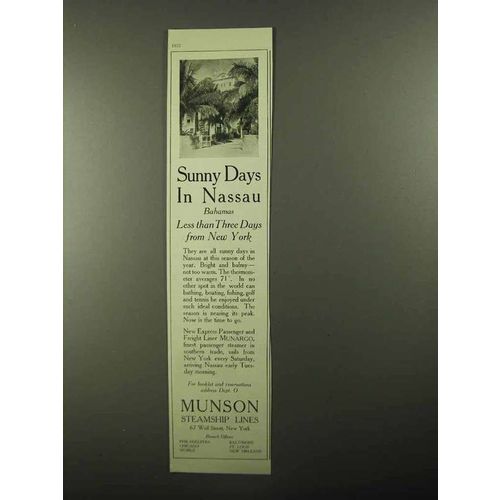 1922
Sunny Days
In Nassau
Bahamas
Less than Three Days
from New York
They are all sunny days in
Nassau at this season of the
year. Bright and balmy—
not too warm. The thermom-
eter averages 71°. In no
other spot in the world can
bathing, boating, fishing, golf
and tennis be enjoyed under
such ideal conditions. The
season is nearing its peak.
Now is the time to go.
New Express Passenger and
Freight Liner MUNARGO,
finest passenger steamer in
southern trade, sails from
New York every Saturday,
arriving Nassau early Tues-
day morning.
For booklet and reservations
address Dept. O
MUNSON
STEAMSHIP LINES
67 Wall Street, New York
Branch Offices
PHILADELPHIA BALTIMORE
CHICAGO ST. LOUIS
MOBILE NEW ORLEANS